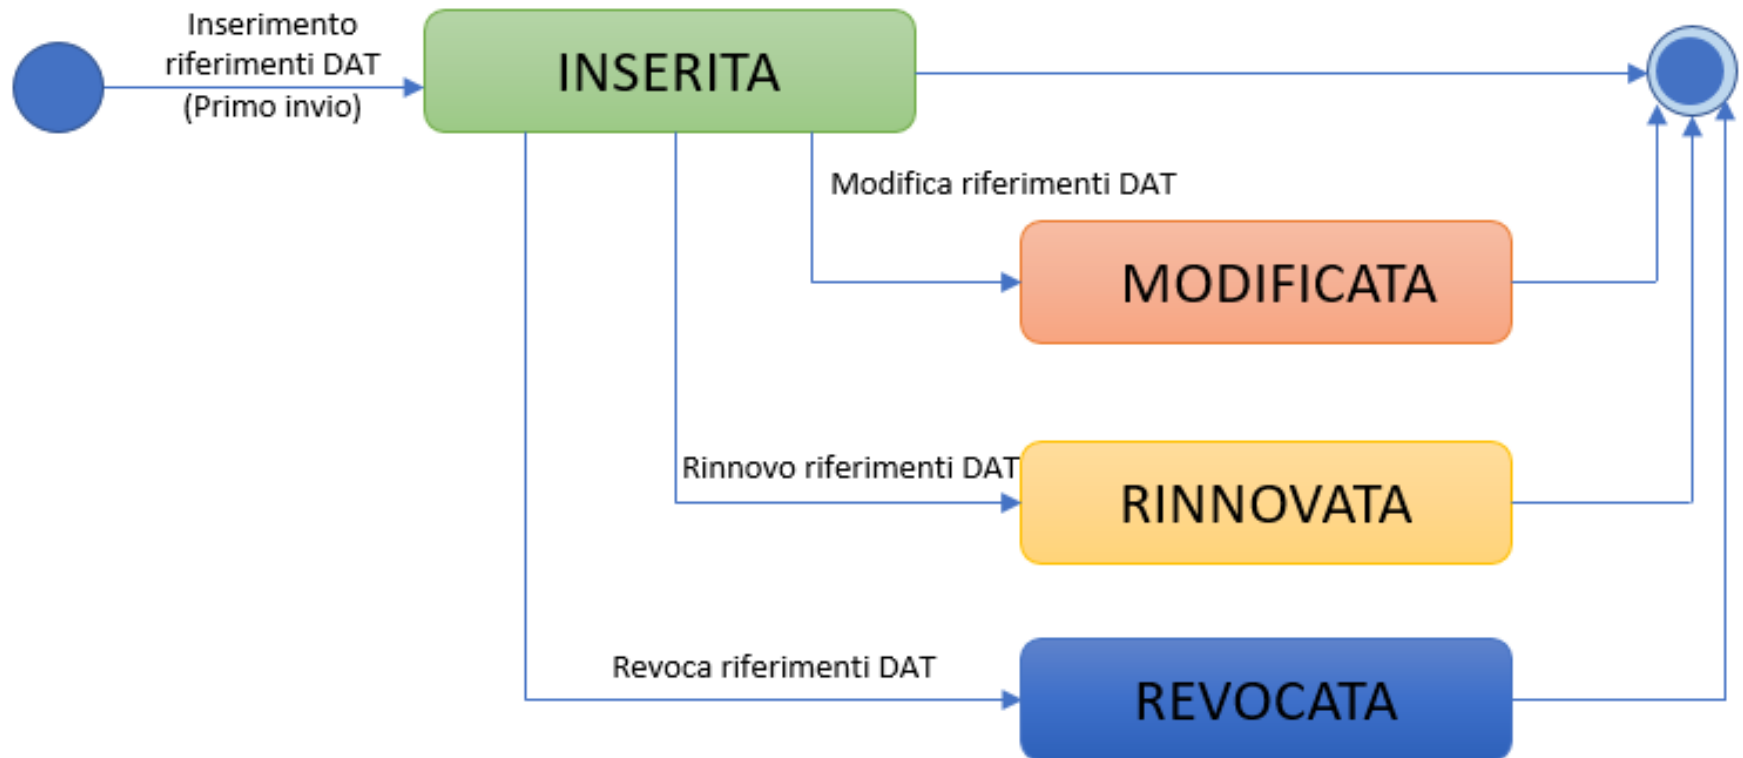 Inserimento
riferimenti DAT
(Primo invio)
INSERITA
Modifica riferimenti DAT
MODIFICATA
Rinnovo riferimenti DAT
RINNOVATA
Revoca riferimenti DAT
REVOCATA